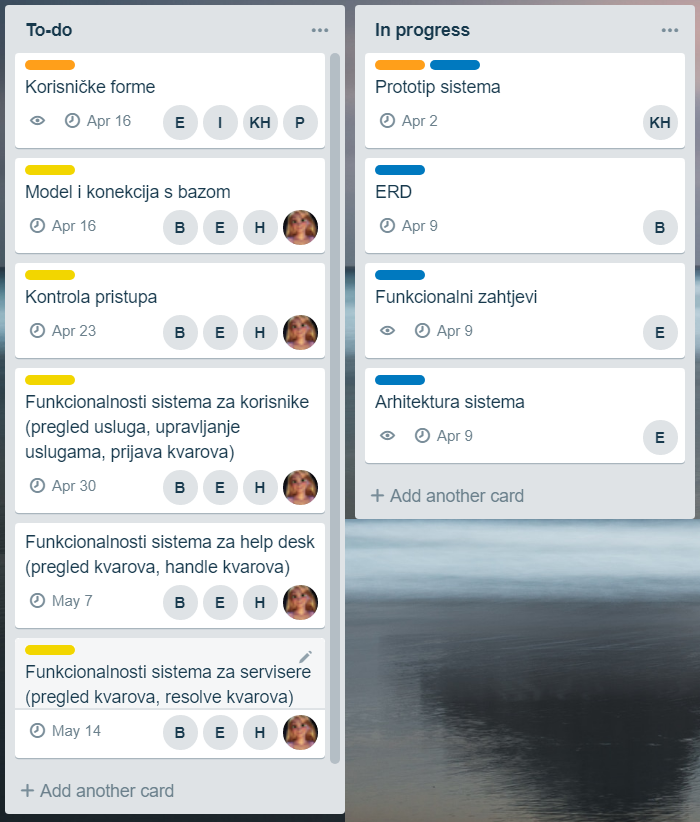 To-do
Korisničke forme
Apr 16
E I KH P
Model i konekcija s bazom
Apr 16
B E H
Kontrola pristupa
Apr 23
B E H
Funkcionalnosti sistema za korisnike
(pregled usluga, upravljanje
uslugama, prijava kvarova)
Apr 30
B E H
Funkcionalnosti sistema za help desk
(pregled kvarova, handle kvarova)
May 7
B E H
Funkcionalnosti sistema za servisere
(pregled kvarova, resolve kvarova)
May 14
B E H
+ Add another card
In progress
Prototip sistema
Apr 2
KH
ERD
Apr 9
B
Funkcionalni zahtjevi
Apr 9
E
Arhitektura sistema
Apr 9
E
+ Add another card